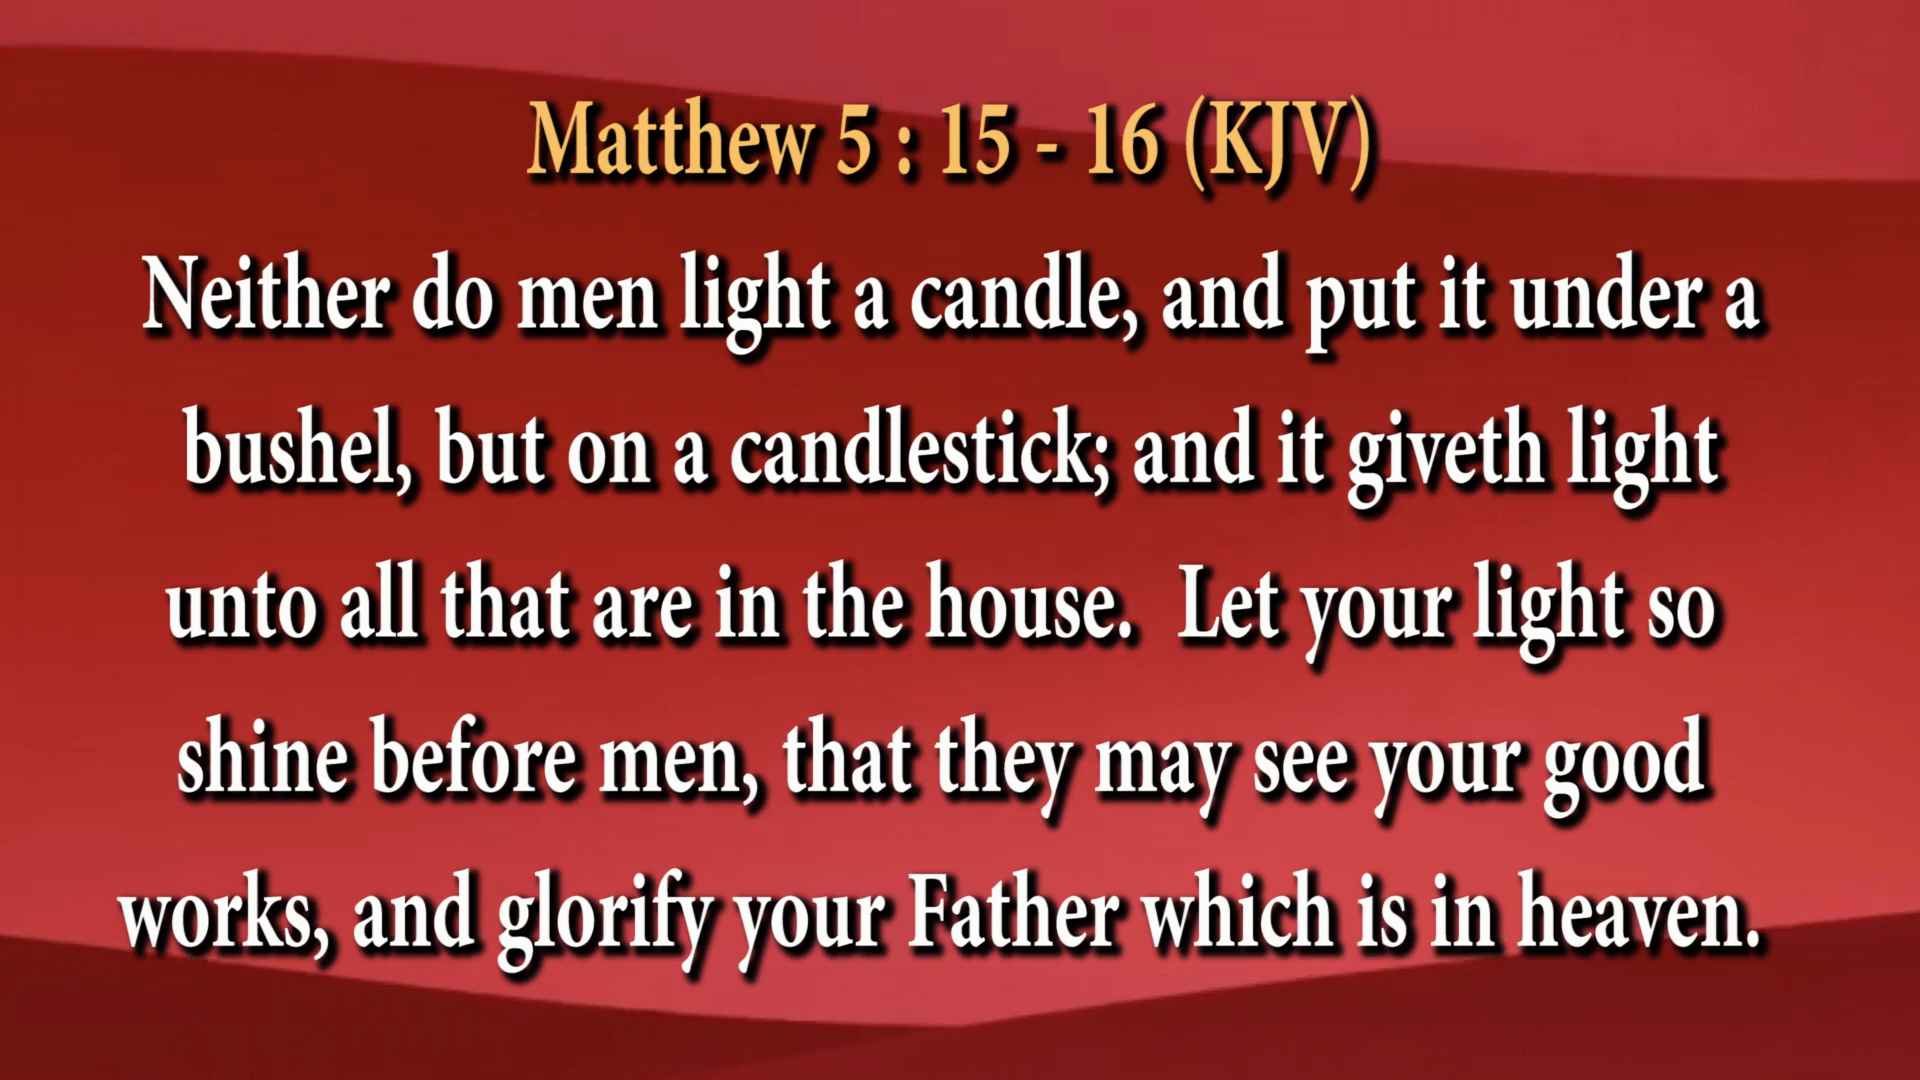 Matthew 5 : 15 - 16 (KJV)
Neither do men light a candle, and put it under a
bushel, but on a candlestick; and it giveth light
unto all that are in the house.  Let your light so
shine before men, that they may see your good
works, and glorify your Father which is in heaven.